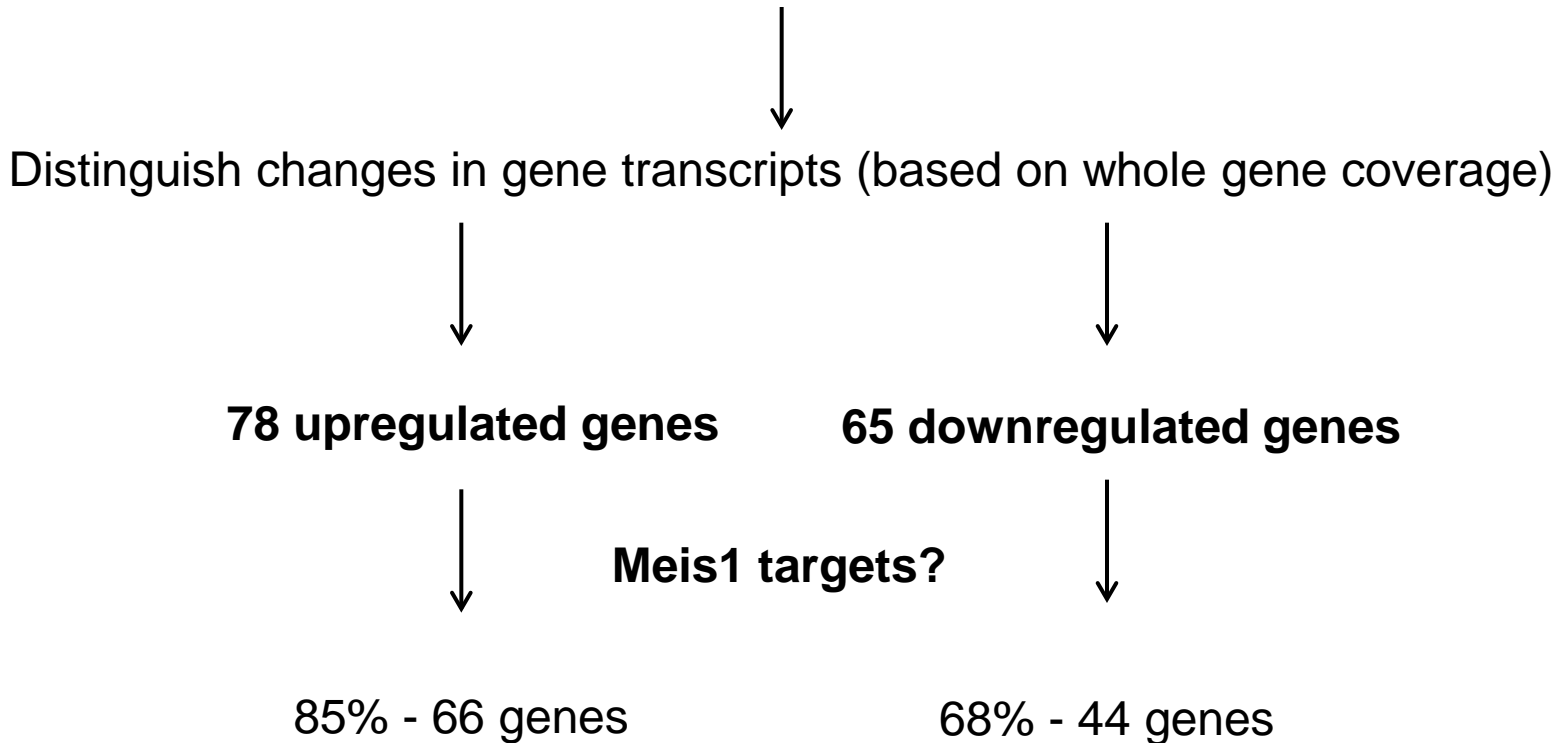 Distinguish changes in gene transcripts (based on whole gene coverage)
78 upregulated genes
65 downregulated genes
Meis1 targets?
85% - 66 genes
68% - 44 genes